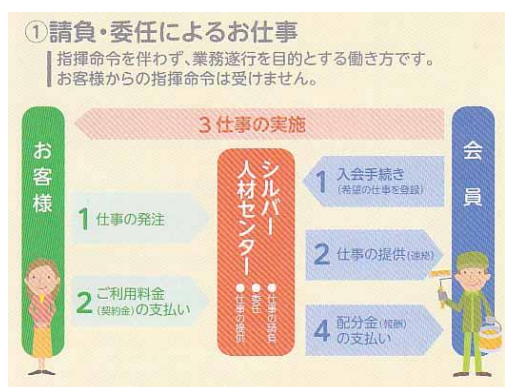 ①請負・委任によるお仕事
指揮命令を伴わず、業務遂行を目的とする働き方です。
お客様からの指揮命令は受けません。
3 仕事の実施
お客様
1 仕事の発注
2 ご利用料金
(契約金)の支払い
シルバー
人材センター
●仕事の請負
●委任
●仕事の提供
1 入会手続き
(希望の仕事を登録)
2 仕事の提供(連絡)
4 配分金(報酬)
の支払い
会員